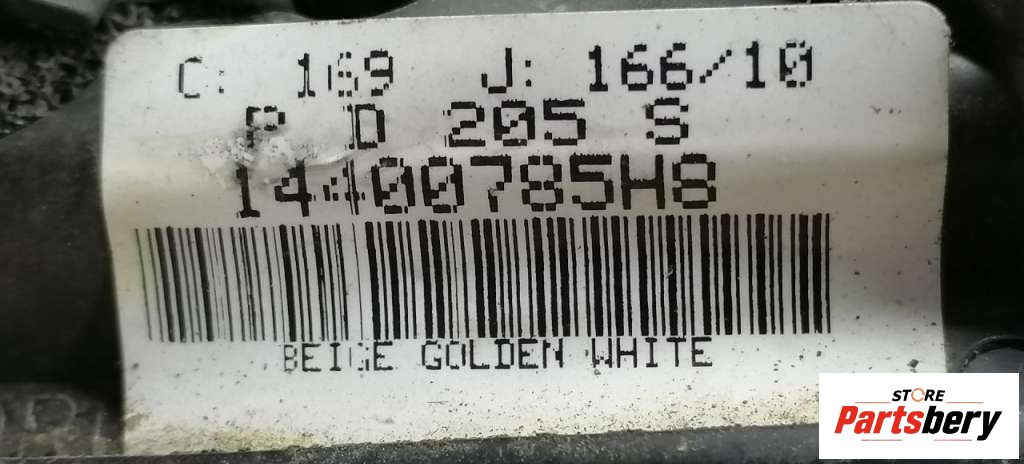 C: 169 J: 166/10
P D 205 S
14400785H8
BEIGE GOLDEN WHITE
STORE
Partsbery